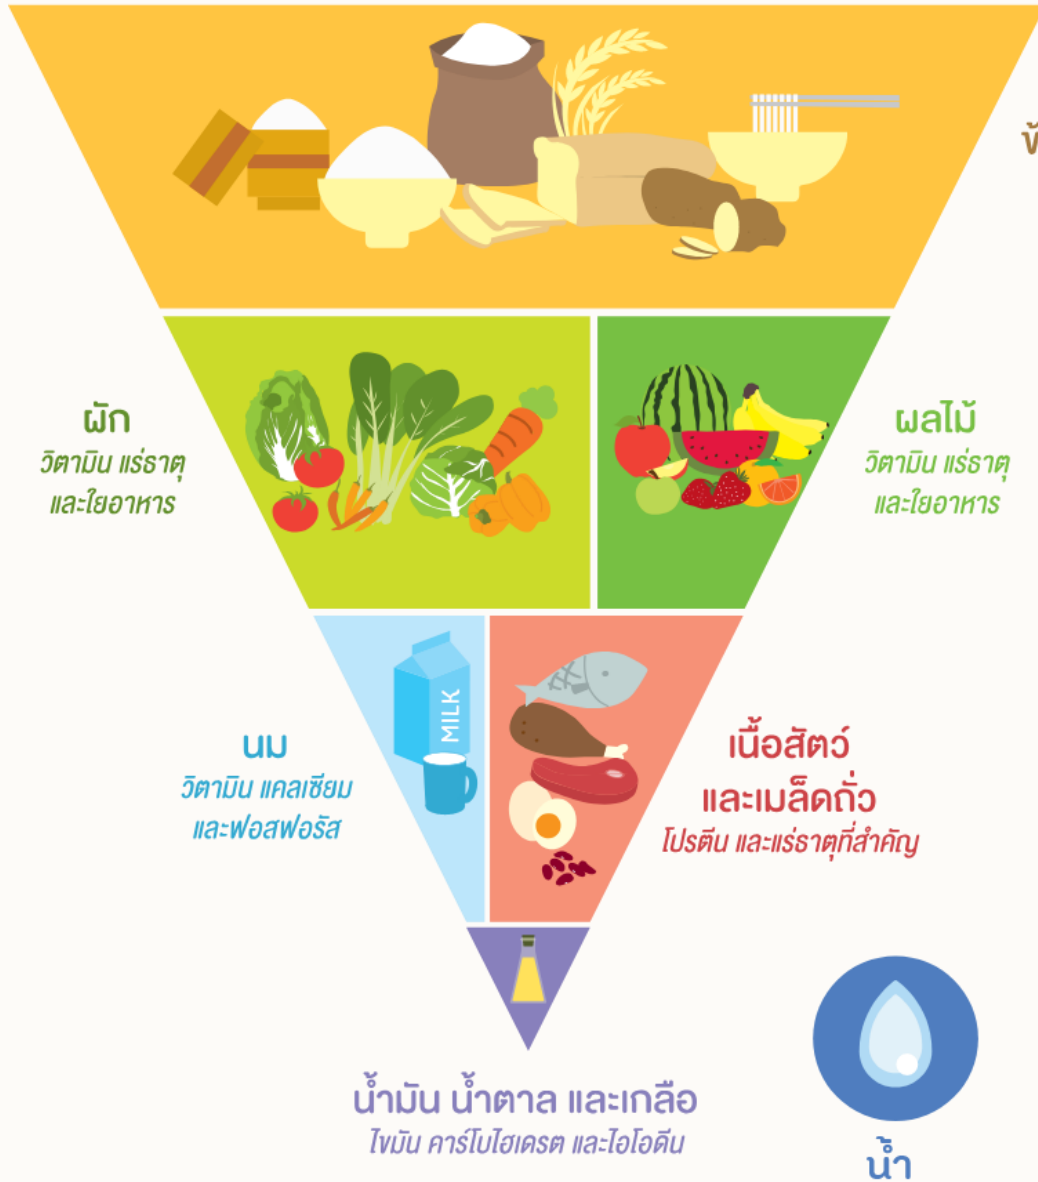 ผัก
วิตามิน แร่ธาตุ
และใยอาหาร
ผลไม้
วิตามิน แร่ธาตุ
และใยอาหาร
MILK
นม
วิตามิน แคลเซียม
และฟอสฟอรัส
เนื้อสัตว์
และเมล็ดถั่ว
โปรตีน และแร่ธาตุที่สำคัญ
น้ำมัน น้ำตาล และเกลือ
ไขมัน คาร์โบไฮเดรต และไอโอดีน
น้ำ